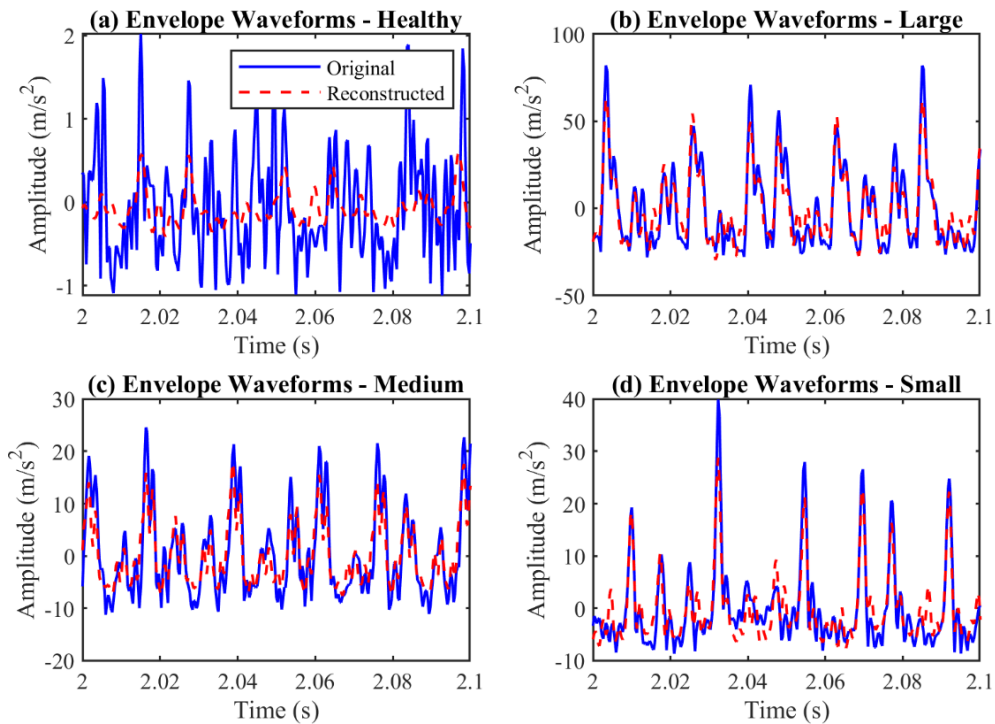 (a) Envelope Waveforms - Healthy
2
1
0
-1
Amplitude (m/s²)
Original
Reconstructed
2 2.02 2.04 2.06 2.08 2.1
Time (s)
(b) Envelope Waveforms - Large
100
50
0
-50
Amplitude (m/s²)
2 2.02 2.04 2.06 2.08 2.1
Time (s)
(c) Envelope Waveforms - Medium
30
20
10
0
-10
-20
Amplitude (m/s²)
2 2.02 2.04 2.06 2.08 2.1
Time (s)
(d) Envelope Waveforms - Small
40
30
20
10
0
-10
Amplitude (m/s²)
2 2.02 2.04 2.06 2.08 2.1
Time (s)